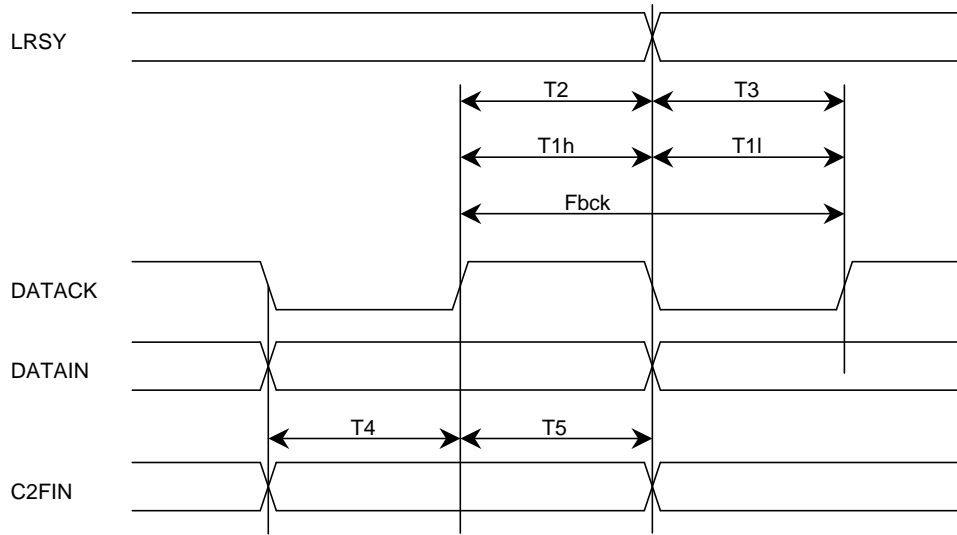 LRSY
T2 T3
T1h T1l
Fbck
DATACK
DATAIN
T4 T5
C2FIN